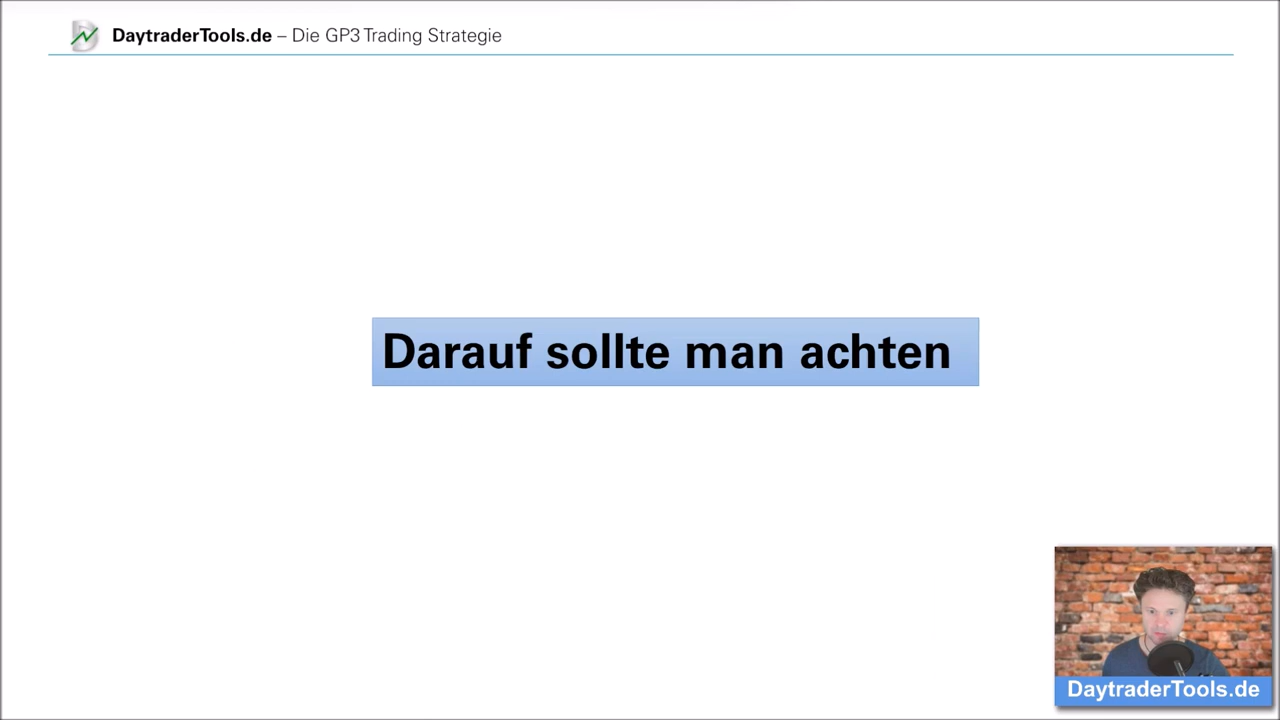 DaytraderTools.de – Die GP3 Trading Strategie
Darauf sollte man achten
DaytraderTools.de